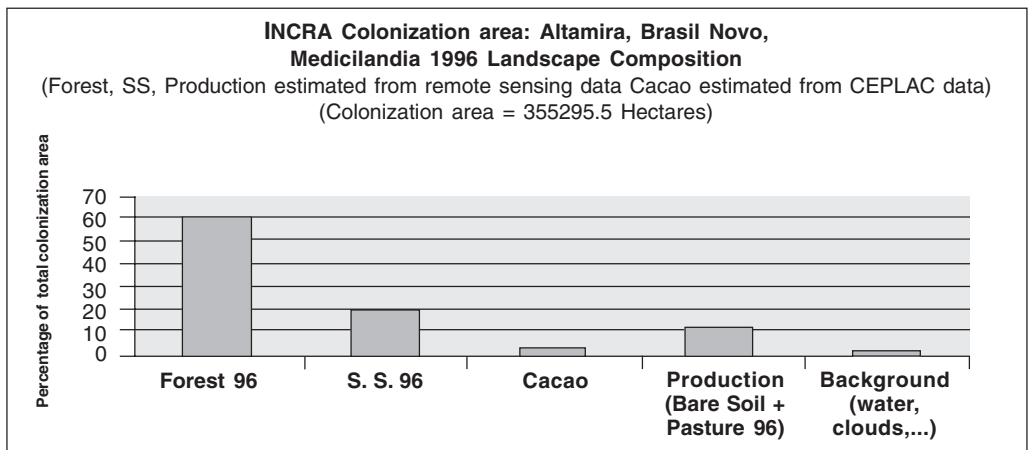 INCRA Colonization area: Altamira, Brasil Novo,
Medicilandia 1996 Landscape Composition
(Forest, SS, Production estimated from remote sensing data Cacao estimated from CEPLAC data)
(Colonization area = 355295.5 Hectares)
Percentage of total colonization area
70
60
50
40
30
20
10
0
Forest 96
S. S. 96
Cacao
Production
(Bare Soil +
Pasture 96)
Background
(water,
clouds,...)